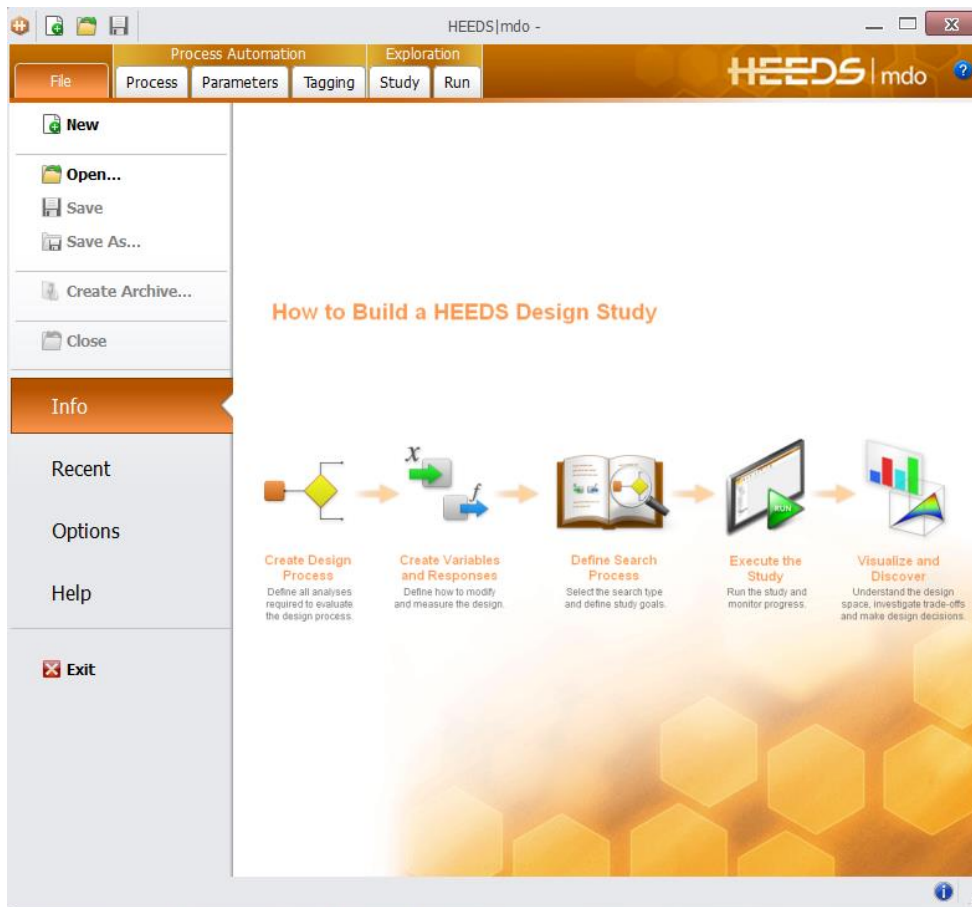 HEEDS|mdo -
Process Automation
Exploration
File
Process
Parameters
Tagging
Study
Run
HEEDS | mdo
?
New
Open...
Save
Save As...
Create Archive...
Close
Info
Recent
Options
Help
Exit
How to Build a HEEDS Design Study
x
f
RUN
Create Design
Process
Define all analyses
required to evaluate
the design process.
Create Variables
and Responses
Define how to modify
and measure the design.
Define Search
Process
Select the search type
and define study goals.
Execute the
Study
Run the study and
monitor progress.
Visualize and
Discover
Understand the design
space, investigate trade-offs
and make design decisions.